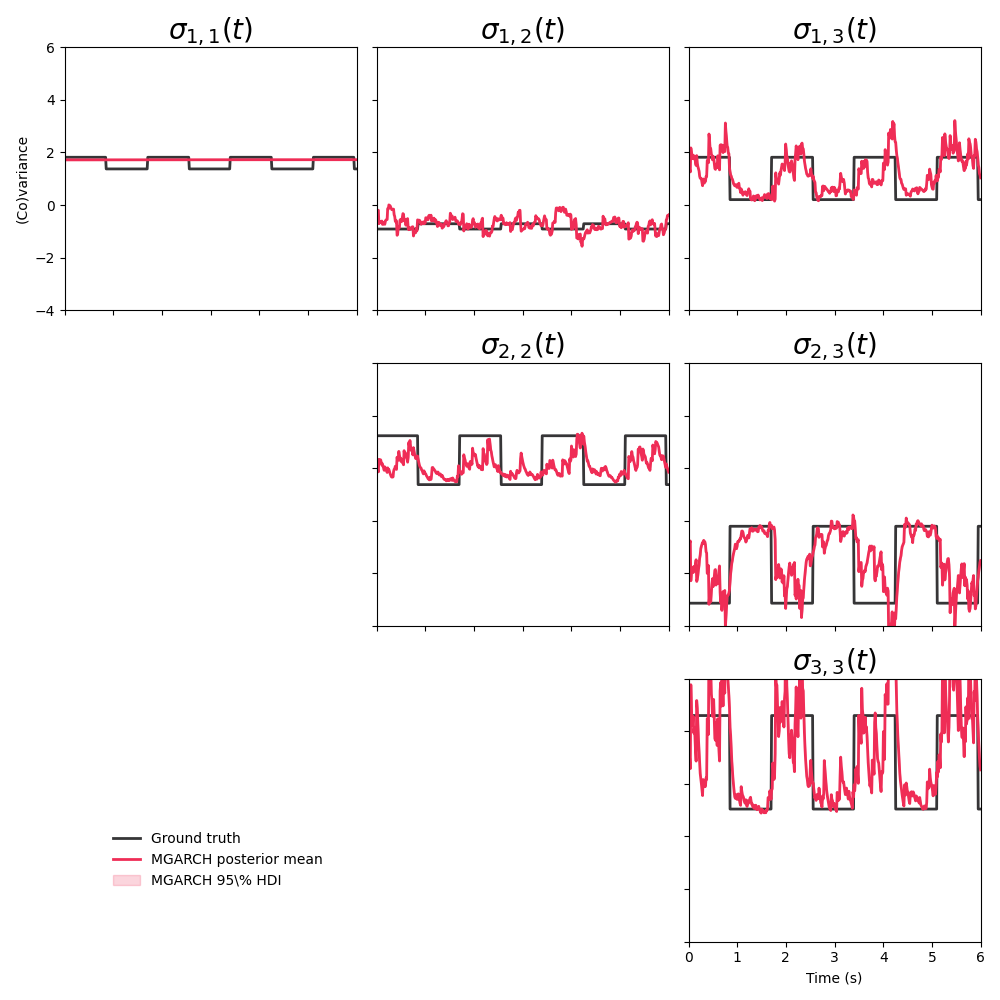 σ1,1(t)
σ1,2(t)
σ1,3(t)
6
4
2
0
−2
−4
(Co)variance
σ2,2(t)
σ2,3(t)
σ3,3(t)
Ground truth
MGARCH posterior mean
MGARCH 95\% HDI
0 1 2 3 4 5 6
Time (s)